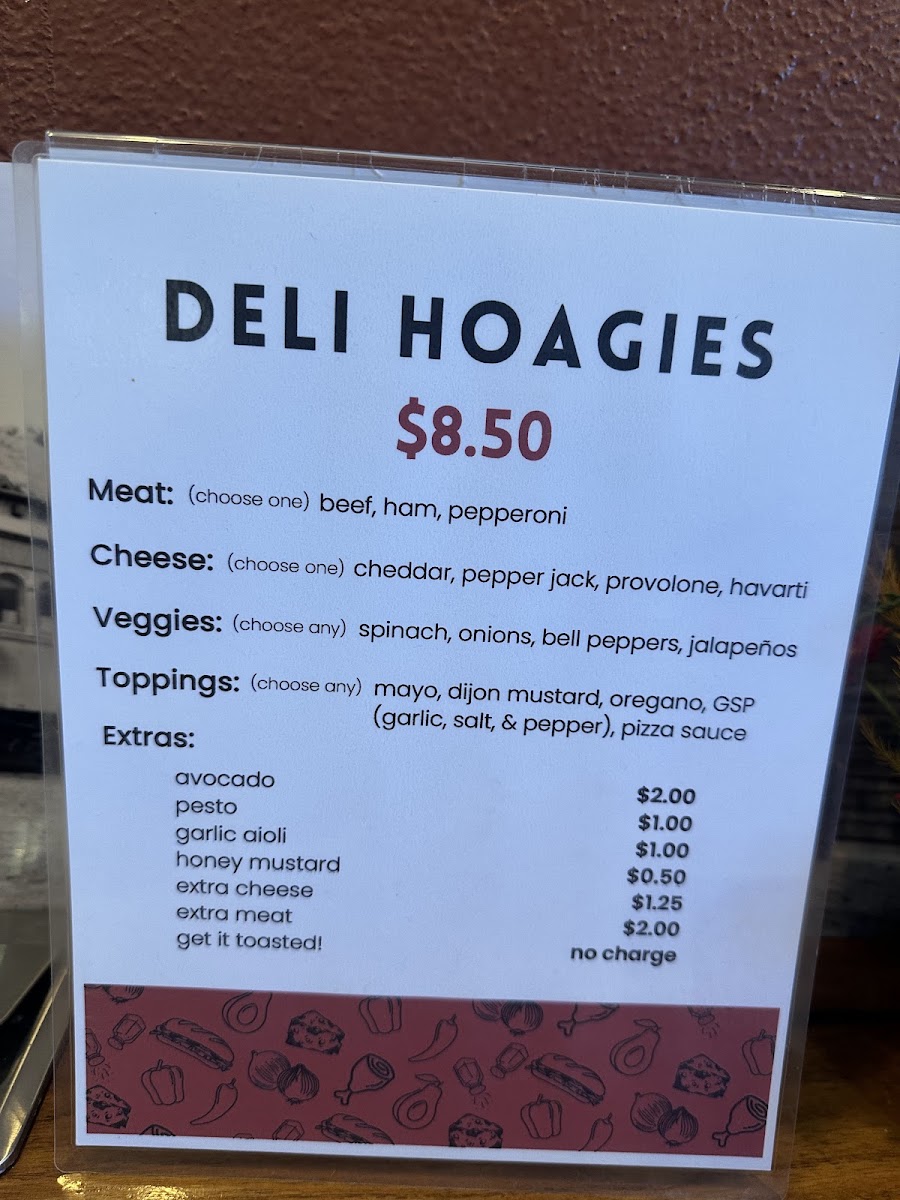 DELI HOAGIES
$8.50
Meat: (choose one) beef, ham, pepperoni
Cheese: (choose one) cheddar, pepper jack, provolone, havarti
Veggies: (choose any) spinach, onions, bell peppers, jalapeños
Toppings: (choose any) mayo, dijon mustard, oregano, GSP
(garlic, salt, & pepper), pizza sauce
Extras:
avocado $2.00
pesto $1.00
garlic aioli $1.00
honey mustard $0.50
extra cheese $1.25
extra meat $2.00
get it toasted! no charge